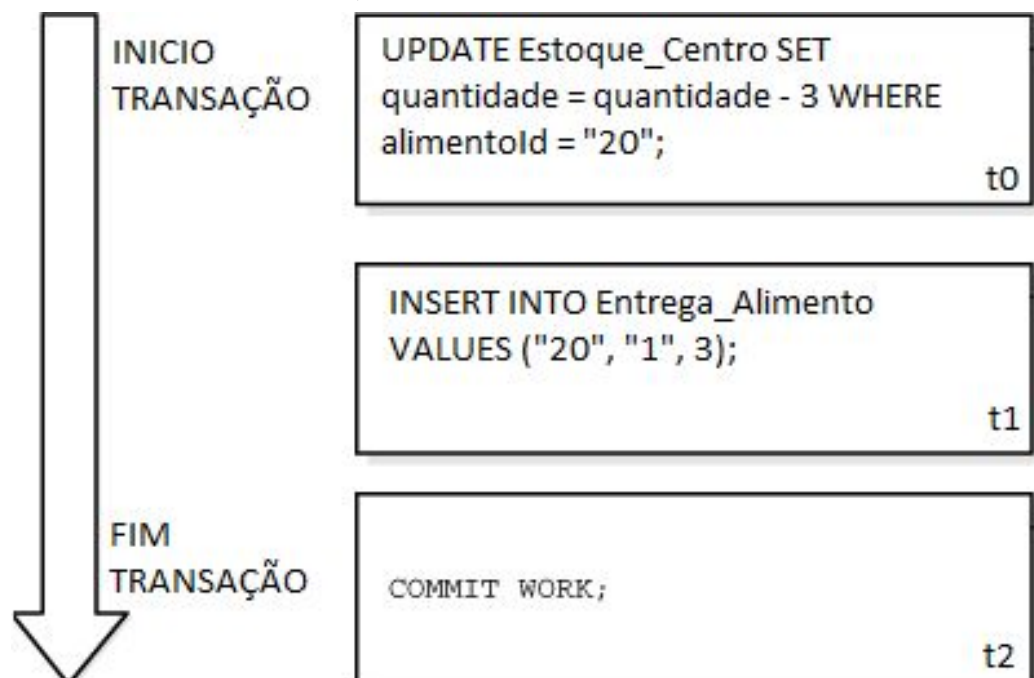 INICIO
TRANSAÇÃO
UPDATE Estoque_Centro SET
quantidade = quantidade - 3 WHERE
alimentoId = "20";
t0
INSERT INTO Entrega_Alimento
VALUES ("20", "1", 3);
t1
FIM
TRANSAÇÃO
COMMIT WORK;
t2